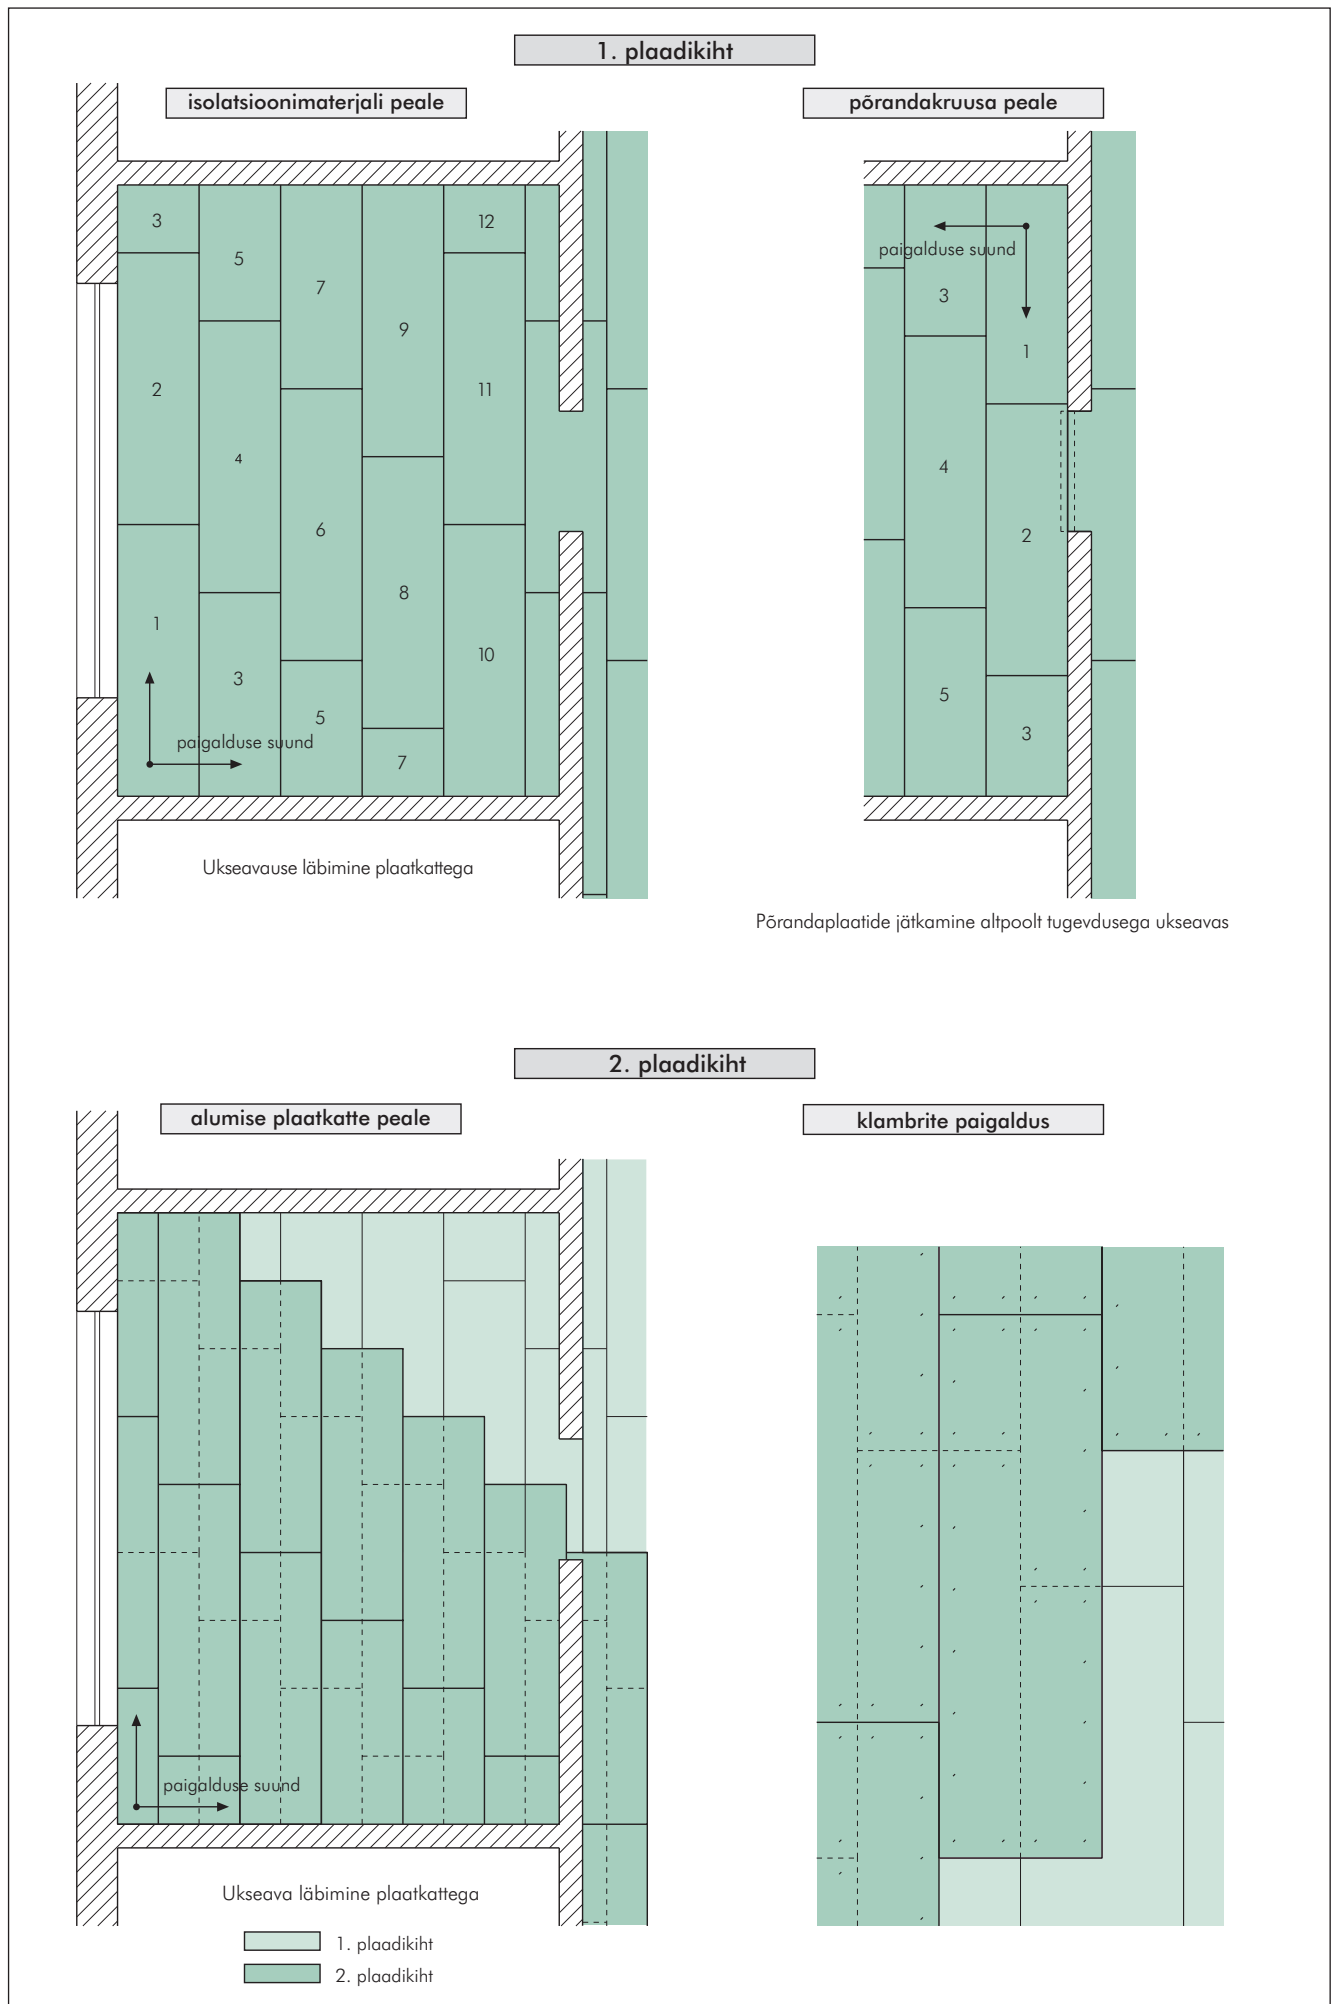 1. plaadikiht
isolatsioonimaterjali peale
põrandakruusa peale
3
5
7
9
12
2
4
6
8
11
1
3
5
7
10
paigalduse suund
Ukseavause läbimine plaatkattega
paigalduse suund
3
1
4
2
5
3
Põrandaplaatide jätkamine altpoolt tugevdusega ukseavas
2. plaadikiht
alumise plaatkatte peale
klambrite paigaldus
paigalduse suund
Ukseava läbimine plaatkattega
1. plaadikiht
2. plaadikiht